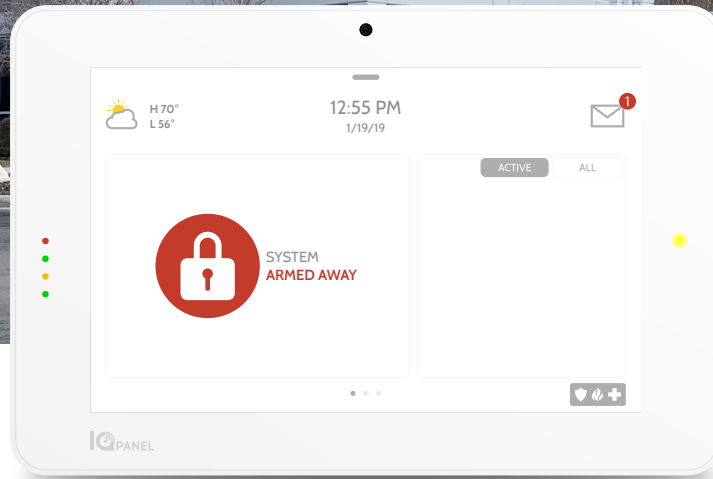 H 70°
L 56°
12:55 PM
1/19/19
1
ACTIVE
ALL
SYSTEM
ARMED AWAY
IQ PANEL